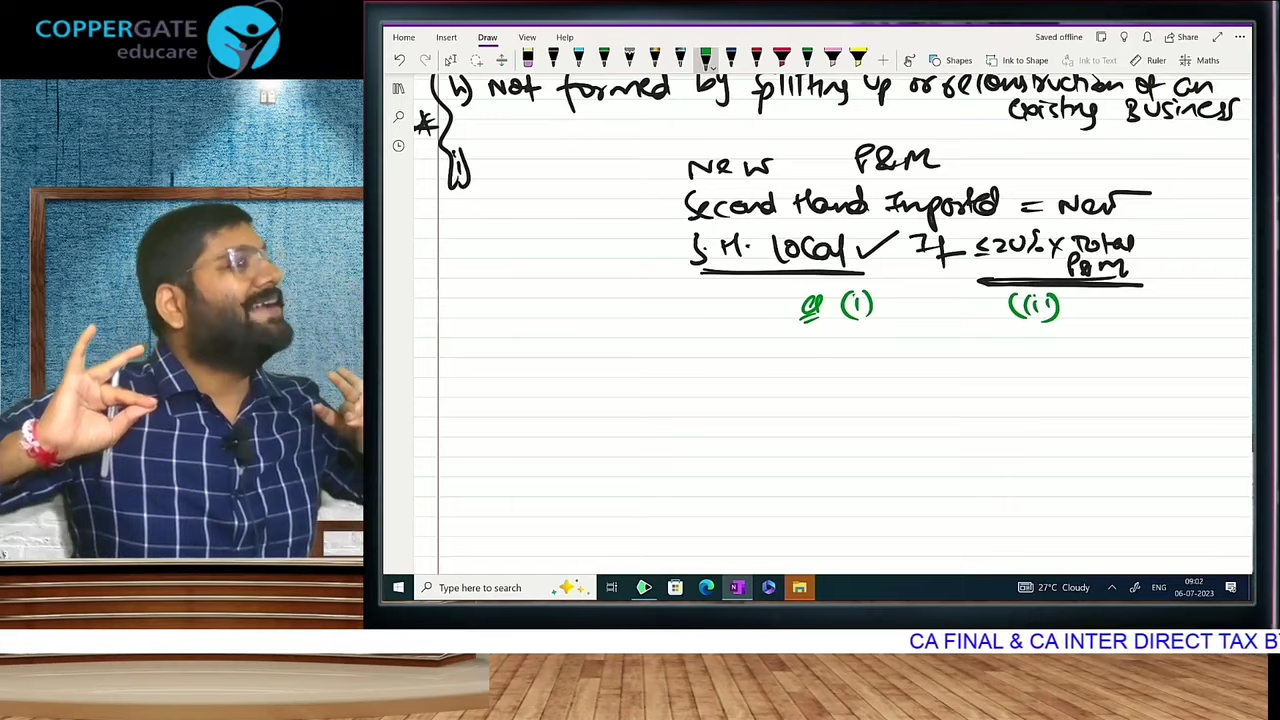 COPPERGATE
educare
Home Insert Draw View Help
Saved offline
Share
Shapes
Ink to Shape
Ink to Text
Ruler
Maths
h) Not formed by splitting up or reconstruction of an
existing Business
i)
New P&M
Second Hand Imported = New
S.H. local ✓ If ≤20% x Total
P&M
(i) (ii)
Type here to search
27°C Cloudy
ENG
09:02
06-07-2023
CA FINAL & CA INTER DIRECT TAX B